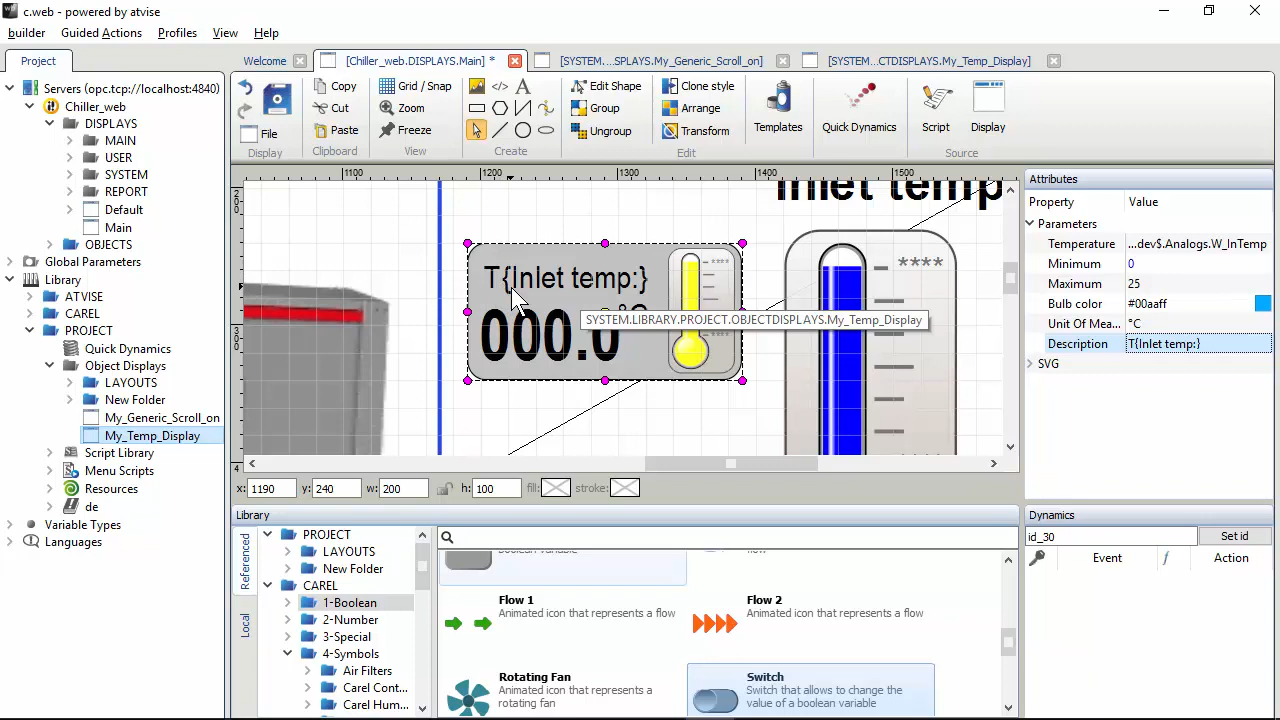 c.web - powered by atvise
builder Guided Actions Profiles View Help
Project
Welcome [Chiller_web.DISPLAYS.Main] * [SYSTEM....SPLAYS.My_Generic_Scroll_on] [SYSTEM...CTDISPLAYS.My_Temp_Display]
File
Display
Copy
Cut
Paste
Clipboard
Grid / Snap
Zoom
Freeze
View
Create
Edit Shape
Group
Ungroup
Clone style
Arrange
Transform
Edit
Templates
Quick Dynamics
Script
Display
Source
Servers (opc.tcp://localhost:4840)
Chiller_web
DISPLAYS
MAIN
USER
SYSTEM
REPORT
Default
Main
OBJECTS
Global Parameters
Library
ATVISE
CAREL
PROJECT
Quick Dynamics
Object Displays
LAYOUTS
New Folder
My_Generic_Scroll_on
My_Temp_Display
Script Library
Menu Scripts
Resources
de
Variable Types
Languages
1100 1200 1300 1400 1500
200
300
4
Inlet temp
T{Inlet temp:}
000.0
°C
****
****
****
SYSTEM.LIBRARY.PROJECT.OBJECTDISPLAYS.My_Temp_Display
x: 1190 y: 240 w: 200 h: 100 fill: stroke:
Attributes
Property Value
Parameters
Temperature ...dev$.Analogs.W_InTemp
Minimum 0
Maximum 25
Bulb color #00aaff
Unit Of Mea... °C
Description T{Inlet temp:}
SVG
Library
Referenced
Local
PROJECT
LAYOUTS
New Folder
CAREL
1-Boolean
2-Number
3-Special
4-Symbols
Air Filters
Carel Cont...
Carel Hum...
boolean variable
flow
Flow 1
Animated icon that represents a flow
Flow 2
Animated icon that represents a flow
Rotating Fan
Animated icon that represents a
rotating fan
Switch
Switch that allows to change the
value of a boolean variable
Dynamics
id_30 Set id
Event f Action